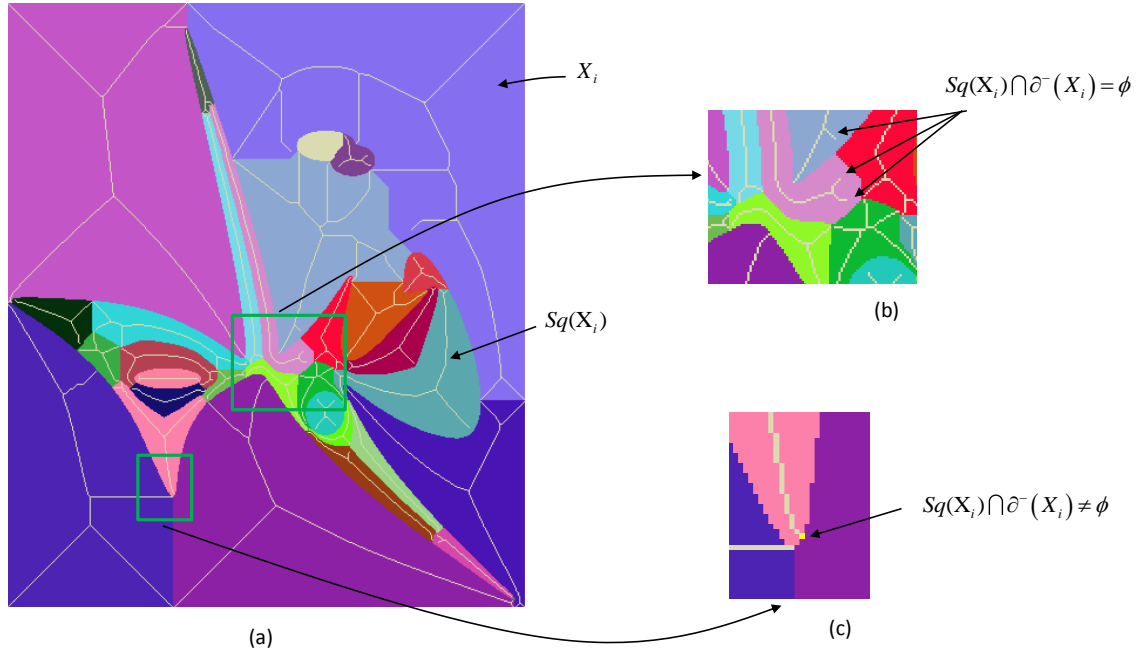 X_i
Sq(X_i) ⋂ ∂⁻(X_i) = ϕ
(b)
Sq(X_i)
Sq(X_i) ⋂ ∂⁻(X_i) ≠ ϕ
(a)
(c)